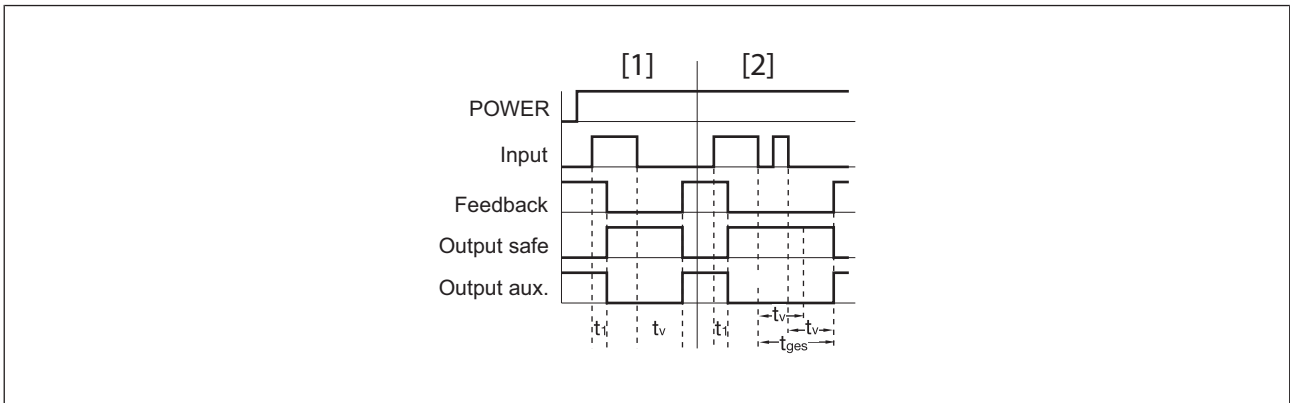 [1] [2]
POWER
Input
Feedback
Output safe
Output aux.
t1 tv t1 tv
tv
tges